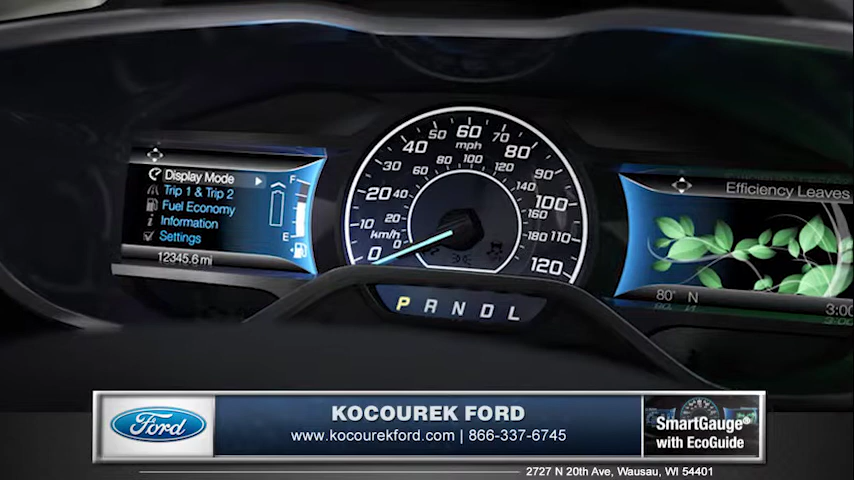 Display Mode
Trip 1 & Trip 2
Fuel Economy
i Information
Settings
12345.6 mi
F
E
0 10 20 30 40 50 60 70 80 90 100 110 120
mph
0 20 40 60 80 100 120 140 160 180
km/h
P R N D L
Efficiency Leaves
80° N
3:00
Ford
KOCOUREK FORD
www.kocourekford.com | 866-337-6745
SmartGauge®
with EcoGuide
2727 N 20th Ave, Wausau, WI 54401